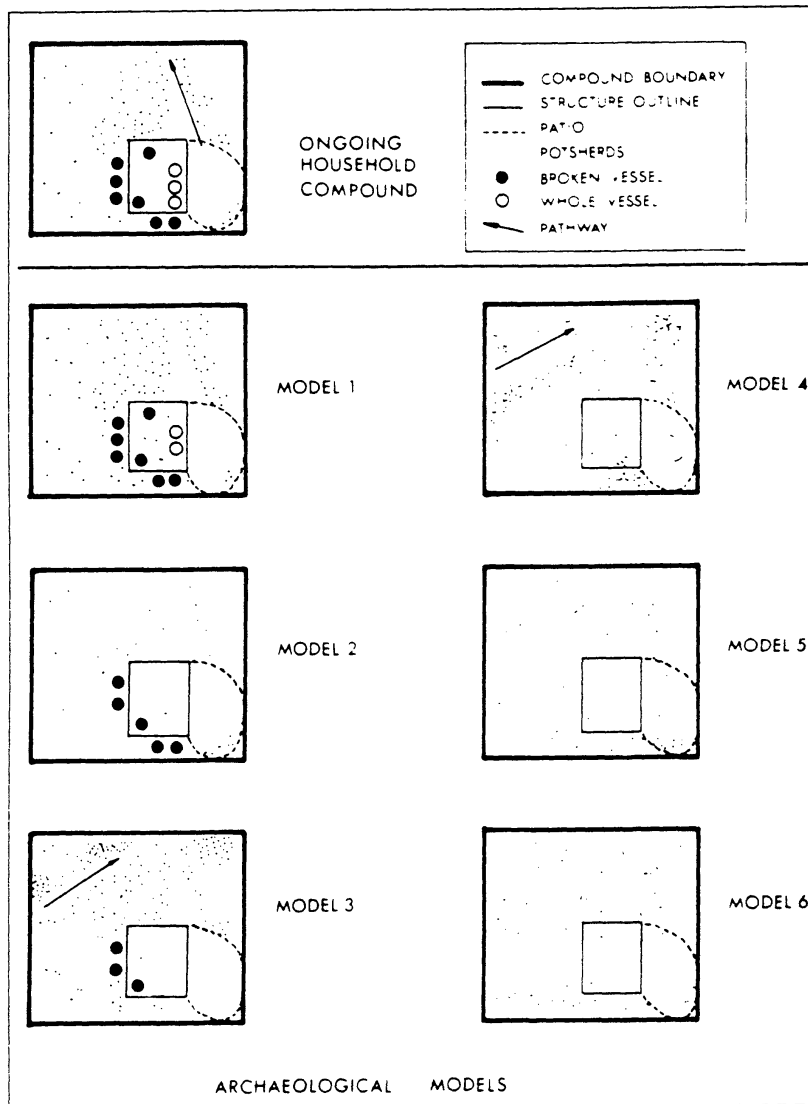 ONGOING
HOUSEHOLD
COMPOUND
COMPOUND BOUNDARY
STRUCTURE OUTLINE
PATIO
POTSHERDS
BROKEN VESSEL
WHOLE VESSEL
PATHWAY
MODEL 1
MODEL 4
MODEL 2
MODEL 5
MODEL 3
MODEL 6
ARCHAEOLOGICAL MODELS